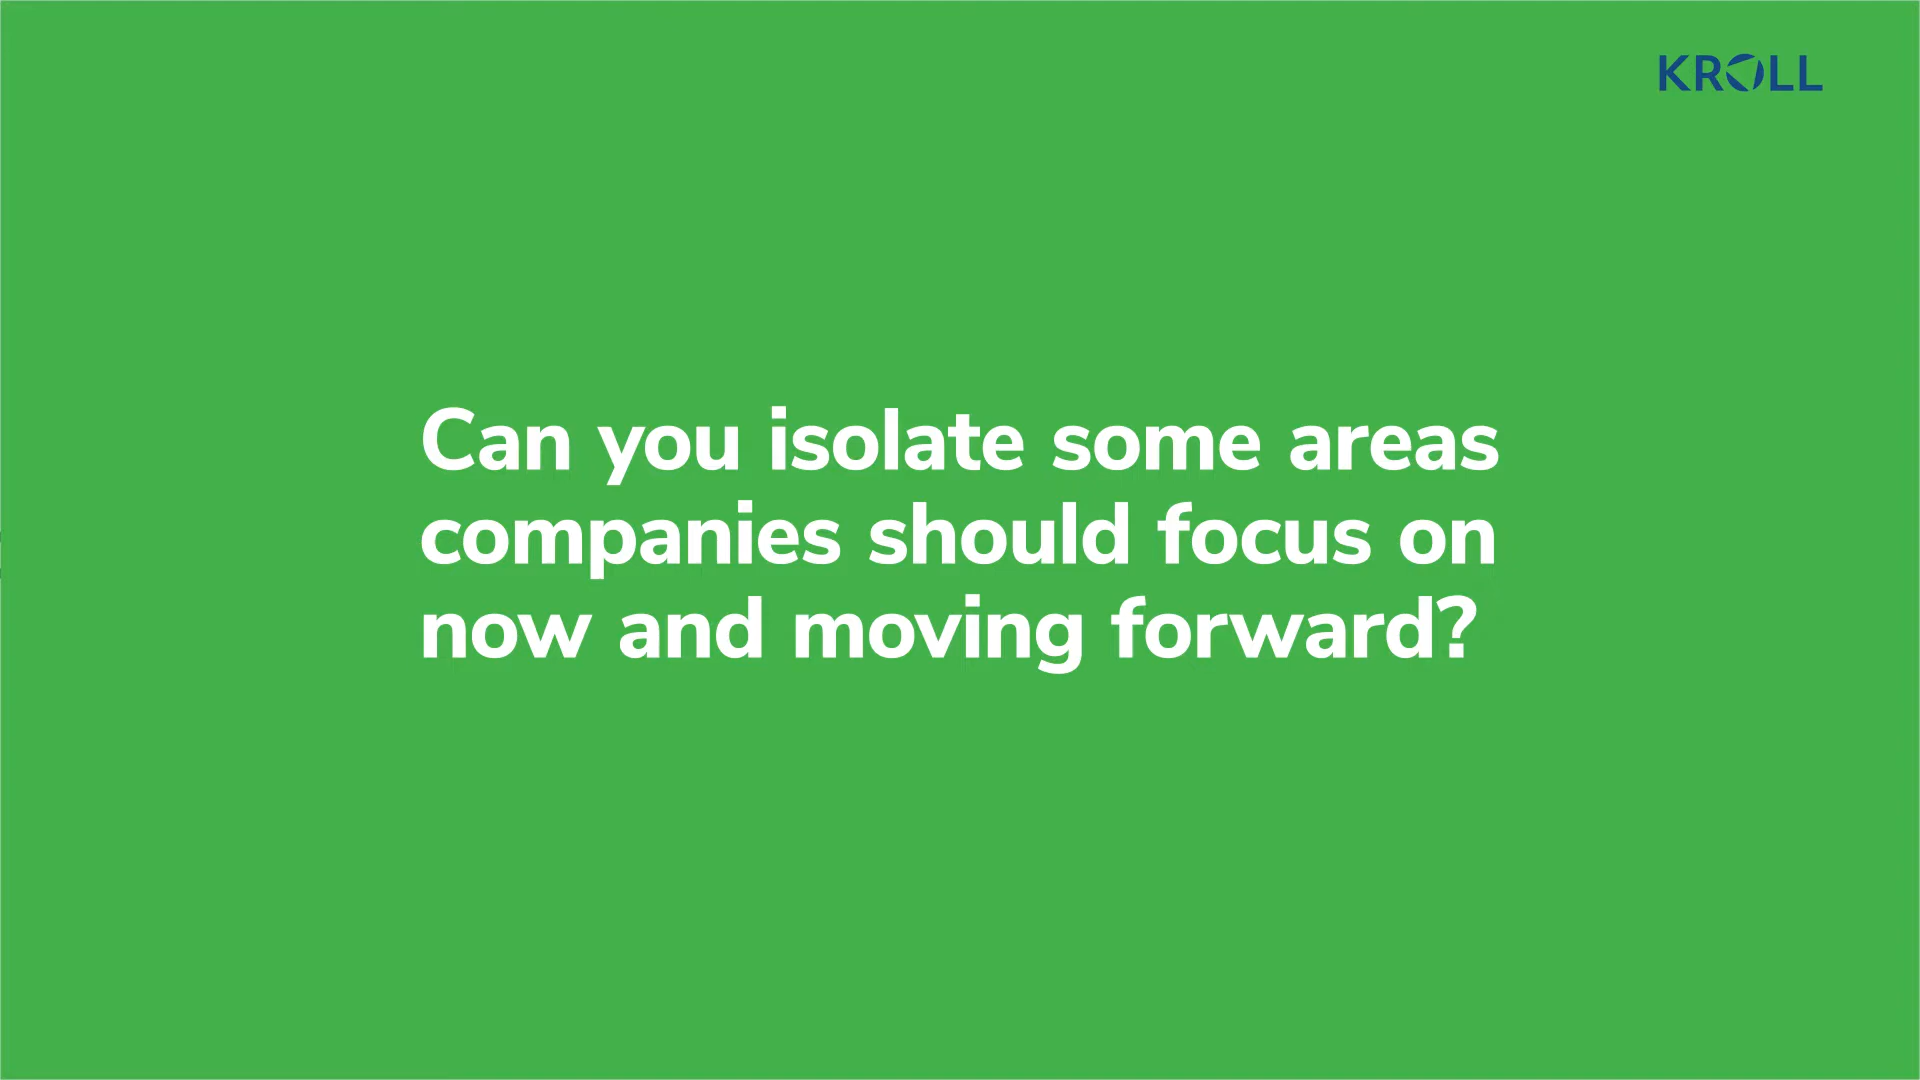 KROLL
Can you isolate some areas
companies should focus on
now and moving forward?